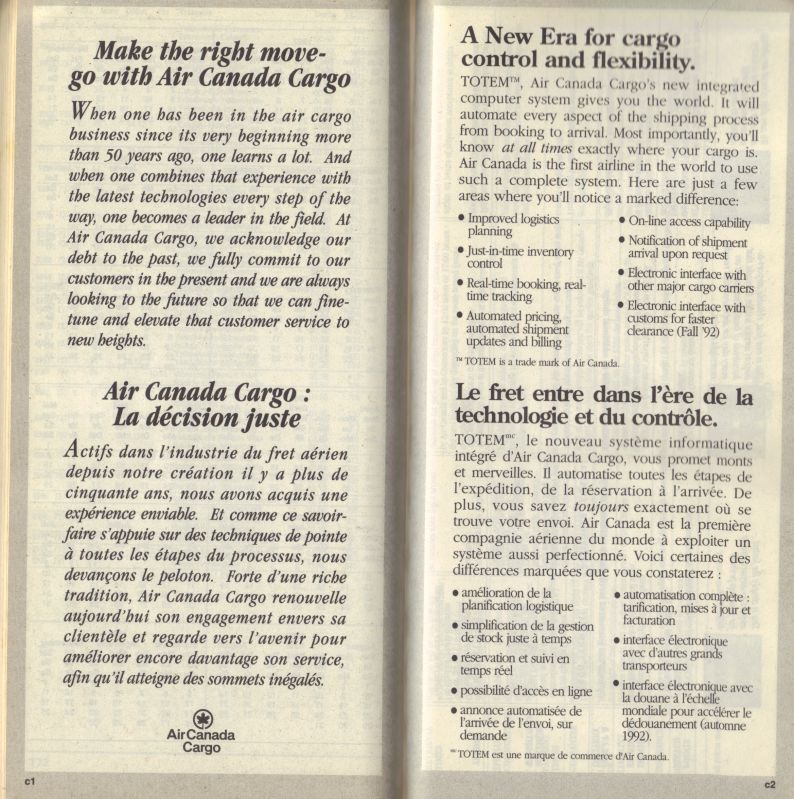 Make the right move-
go with Air Canada Cargo
When one has been in the air cargo
business since its very beginning more
than 50 years ago, one learns a lot. And
when one combines that experience with
the latest technologies every step of the
way, one becomes a leader in the field. At
Air Canada Cargo, we acknowledge our
debt to the past, we fully commit to our
customers in the present and we are always
looking to the future so that we can fine-
tune and elevate that customer service to
new heights.
Air Canada Cargo :
La décision juste
Actifs dans l'industrie du fret aérien
depuis notre création il y a plus de
cinquante ans, nous avons acquis une
expérience enviable. Et comme ce savoir-
faire s'appuie sur des techniques de pointe
à toutes les étapes du processus, nous
devançons le peloton. Forte d'une riche
tradition, Air Canada Cargo renouvelle
aujourd'hui son engagement envers sa
clientèle et regarde vers l'avenir pour
améliorer encore davantage son service,
afin qu'il atteigne des sommets inégalés.
Air Canada
Cargo
c1
A New Era for cargo
control and flexibility.
TOTEM™, Air Canada Cargo's new integrated
computer system gives you the world. It will
automate every aspect of the shipping process
from booking to arrival. Most importantly, you'll
know at all times exactly where your cargo is.
Air Canada is the first airline in the world to use
such a complete system. Here are just a few
areas where you'll notice a marked difference:
• Improved logistics
planning
• Just-in-time inventory
control
• Real-time booking, real-
time tracking
• Automated pricing,
automated shipment
updates and billing
• On-line access capability
• Notification of shipment
arrival upon request
• Electronic interface with
other major cargo carriers
• Electronic interface with
customs for faster
clearance (Fall '92)
™ TOTEM is a trade mark of Air Canada.
Le fret entre dans l'ère de la
technologie et du contrôle.
TOTEMmc, le nouveau système informatique
intégré d'Air Canada Cargo, vous promet monts
et merveilles. Il automatise toutes les étapes de
l'expédition, de la réservation à l'arrivée. De
plus, vous savez toujours exactement où se
trouve votre envoi. Air Canada est la première
compagnie aérienne du monde à exploiter un
système aussi perfectionné. Voici certaines des
différences marquées que vous constaterez :
• amélioration de la
planification logistique
• simplification de la gestion
de stock juste à temps
• réservation et suivi en
temps réel
• possibilité d'accès en ligne
• annonce automatisée de
l'arrivée de l'envoi, sur
demande
• automatisation complète :
tarification, mises à jour et
facturation
• interface électronique
avec d'autres grands
transporteurs
• interface électronique avec
la douane à l'échelle
mondiale pour accélérer le
dédouanement (automne
1992).
mc TOTEM est une marque de commerce d'Air Canada.
c2